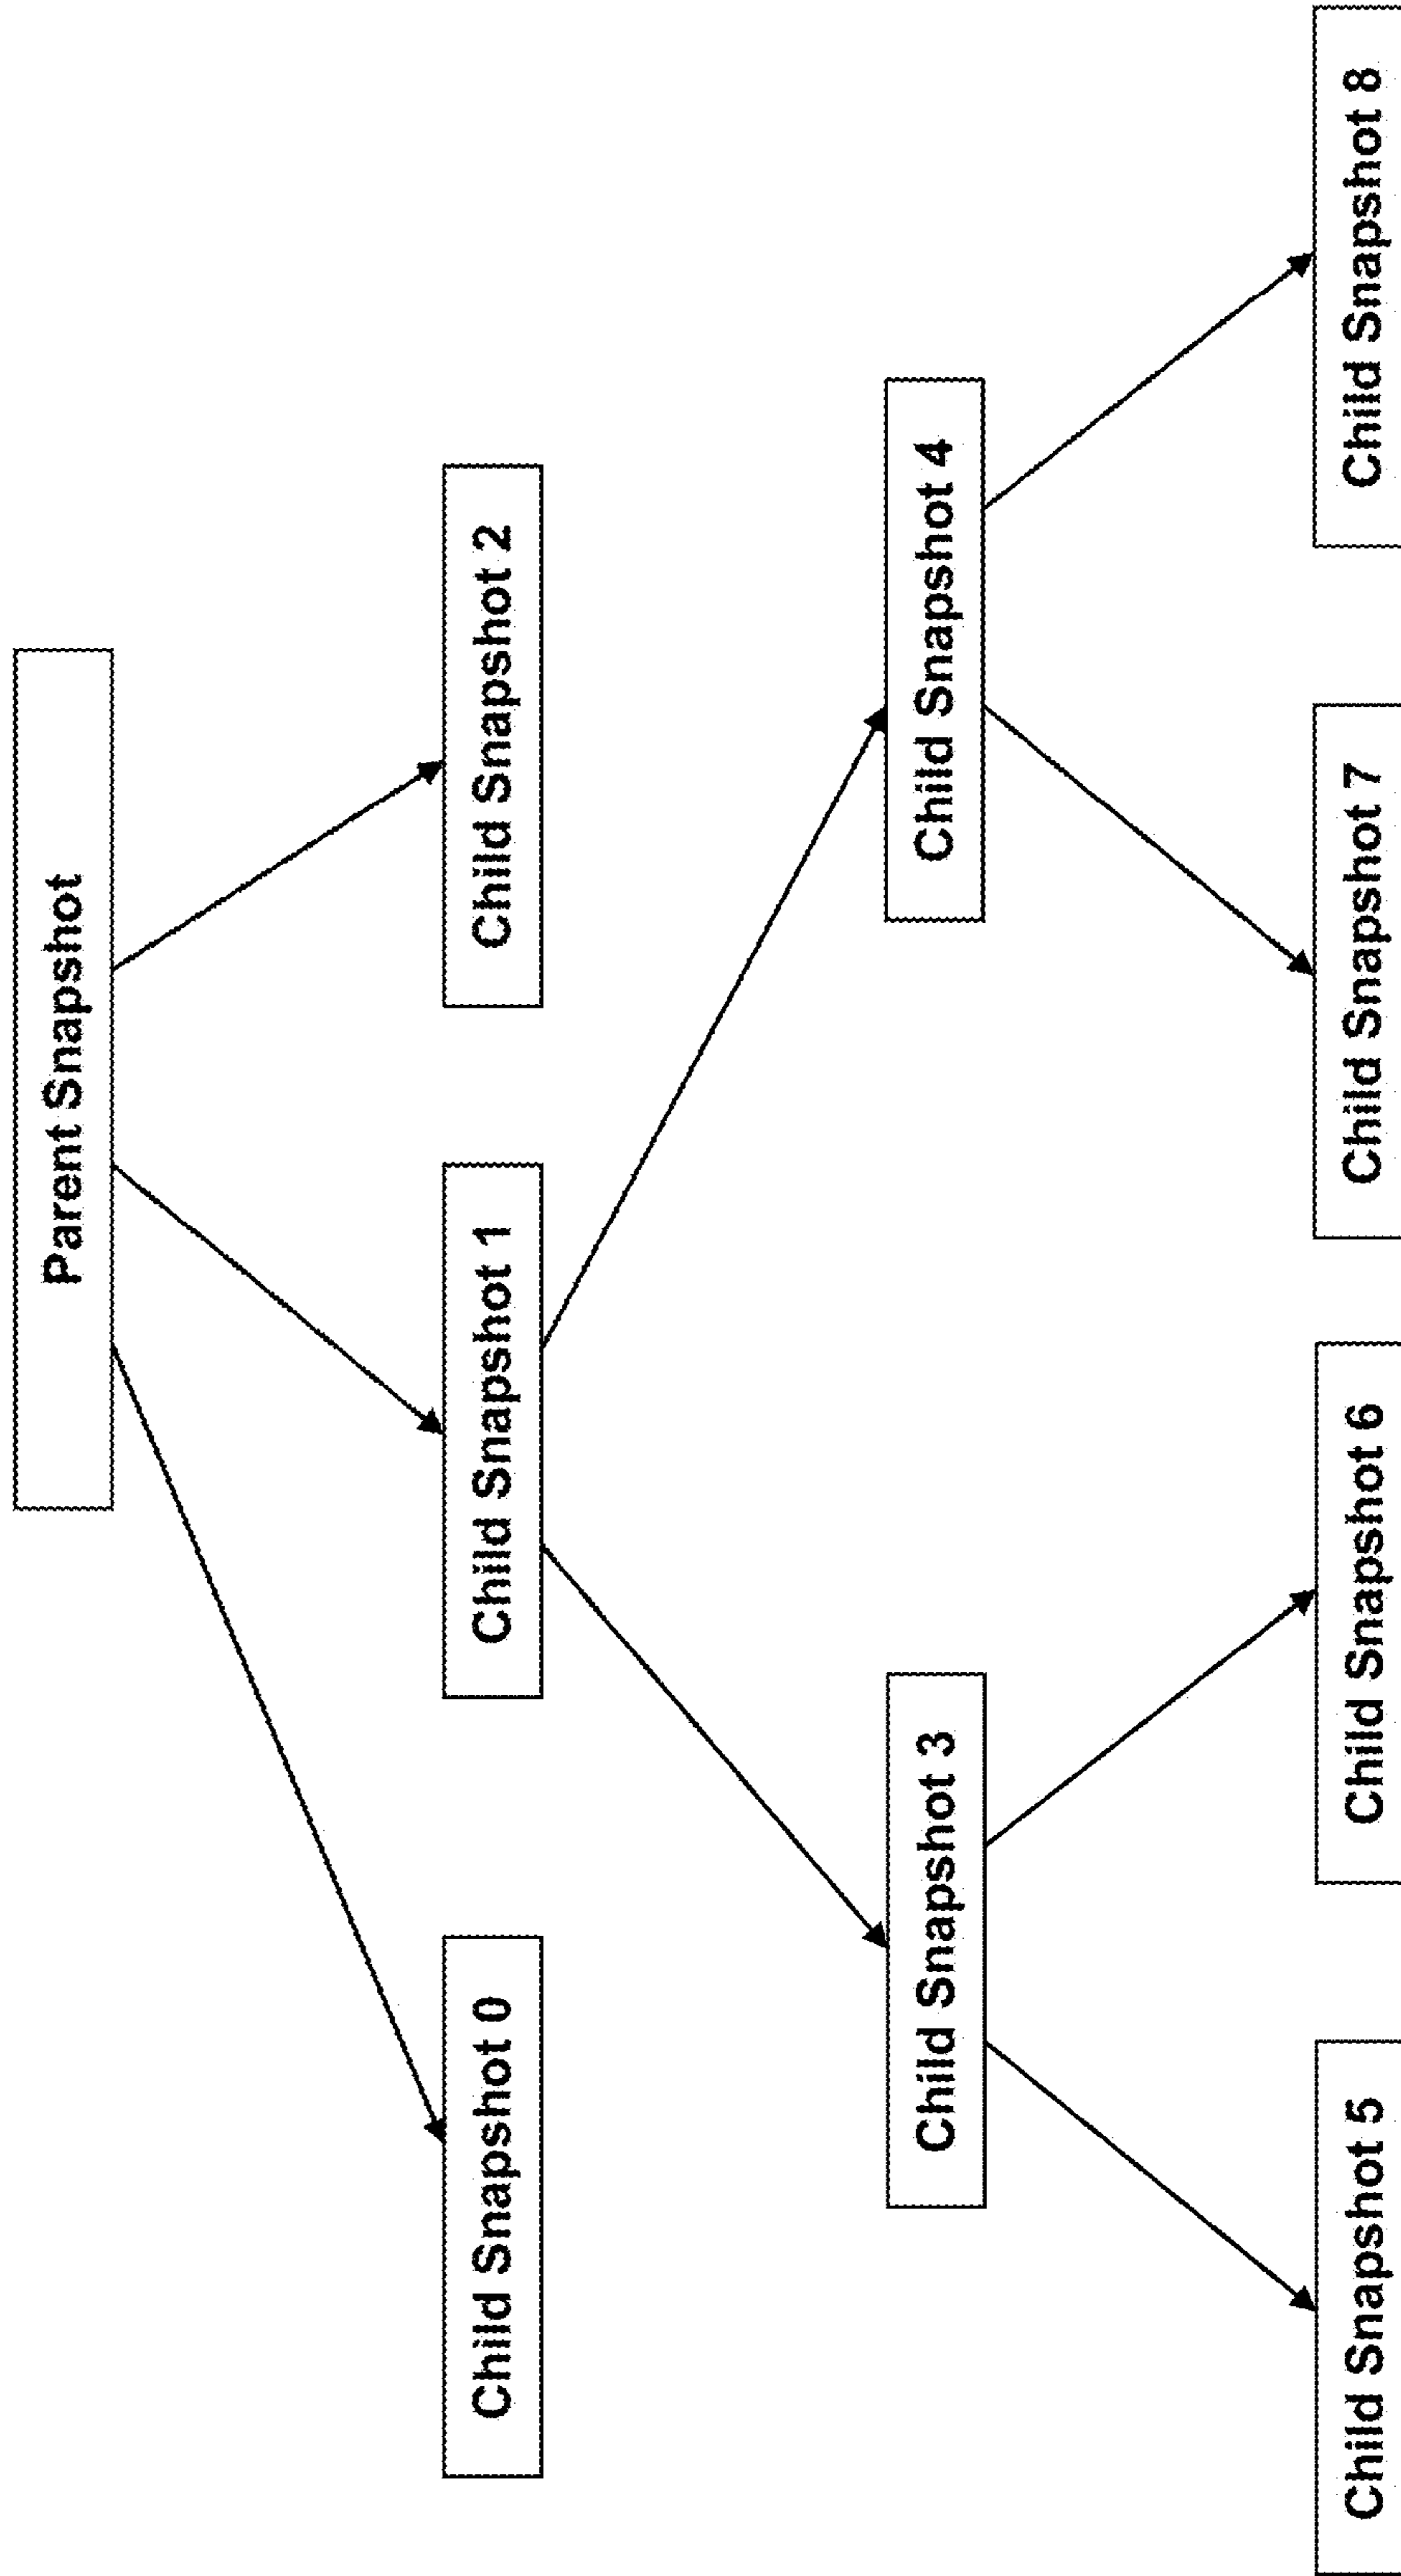 Parent Snapshot
Child Snapshot 0
Child Snapshot 1
Child Snapshot 2
Child Snapshot 3
Child Snapshot 4
Child Snapshot 5
Child Snapshot 6
Child Snapshot 7
Child Snapshot 8